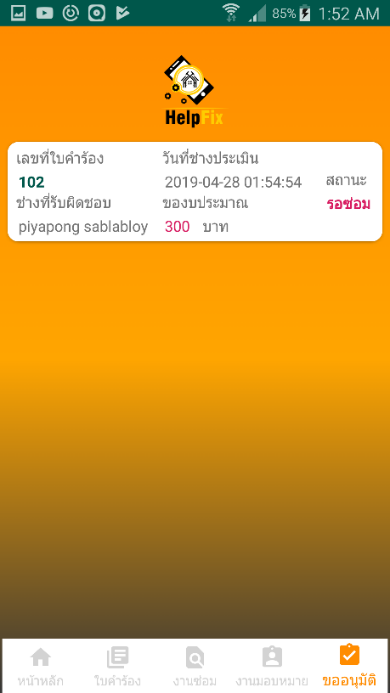 85% 1:52 AM
HelpFix
เลขที่ใบคำร้อง วันที่ช่างประเมิน
102 2019-04-28 01:54:54 สถานะ
ช่างที่รับผิดชอบ ของบประมาณ รอซ่อม
piyapong sablabloy 300 บาท
หน้าหลัก ใบคำร้อง งานซ่อม งานมอบหมาย ขออนุมัติ